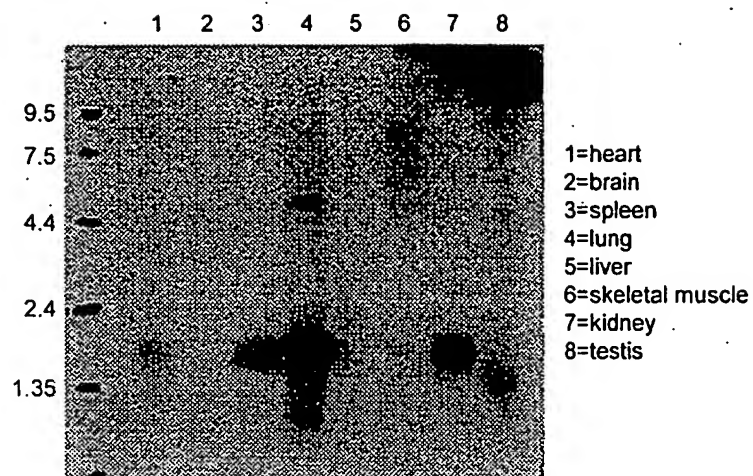 1 2 3 4 5 6 7 8
9.5
7.5
4.4
2.4
1.35
1=heart
2=brain
3=spleen
4=lung
5=liver
6=skeletal muscle
7=kidney
8=testis